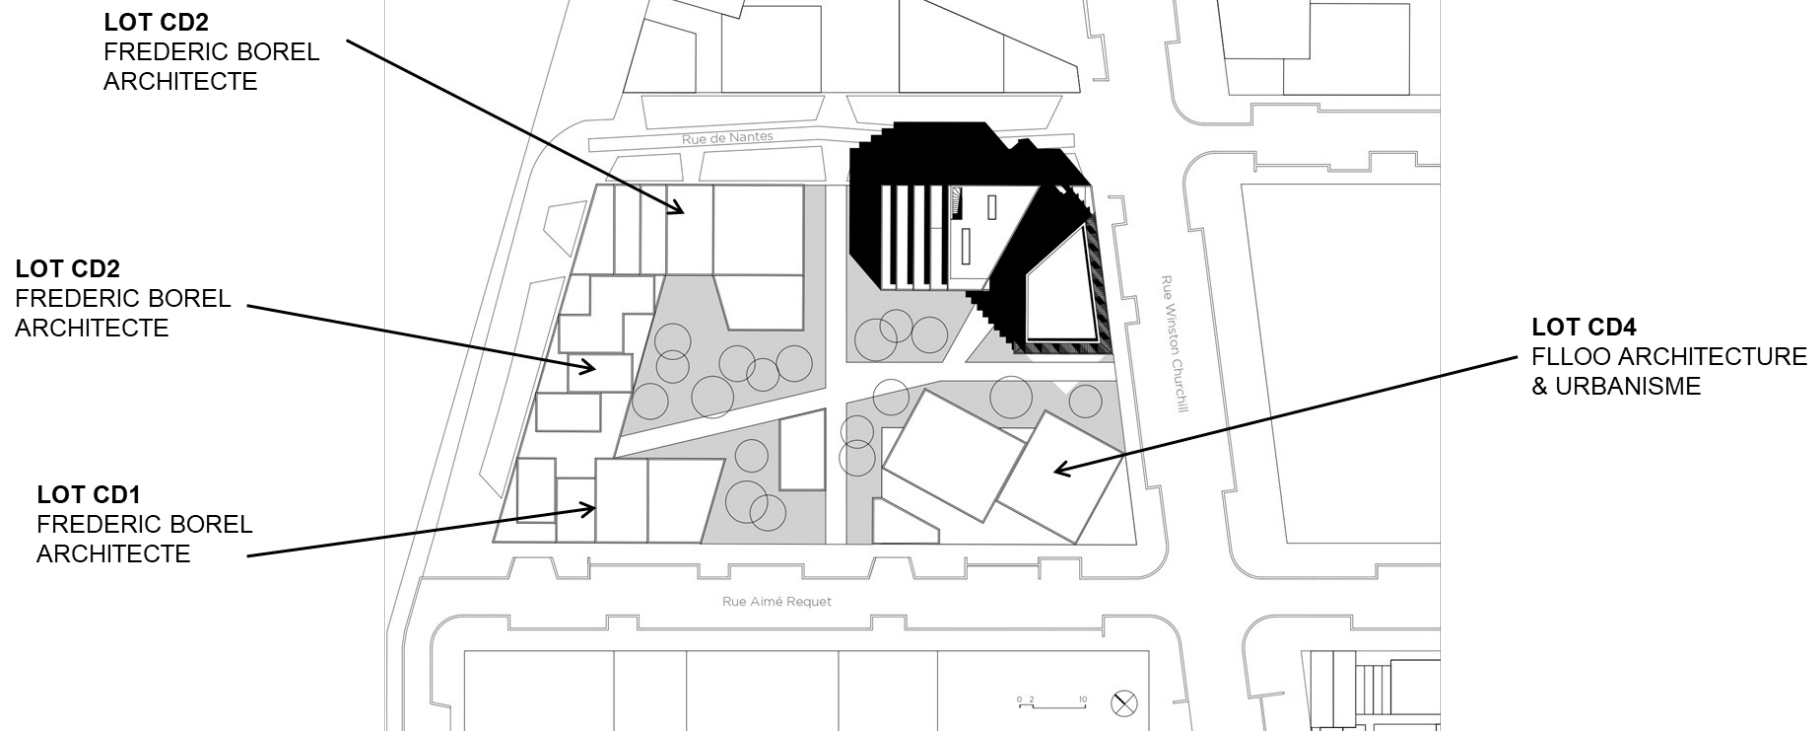 LOT CD2
FREDERIC BOREL
ARCHITECTE
Rue de Nantes
LOT CD2
FREDERIC BOREL
ARCHITECTE
Rue Winston Churchill
LOT CD4
FLLOO ARCHITECTURE
& URBANISME
LOT CD1
FREDERIC BOREL
ARCHITECTE
Rue Aimé Requet
0 2 10